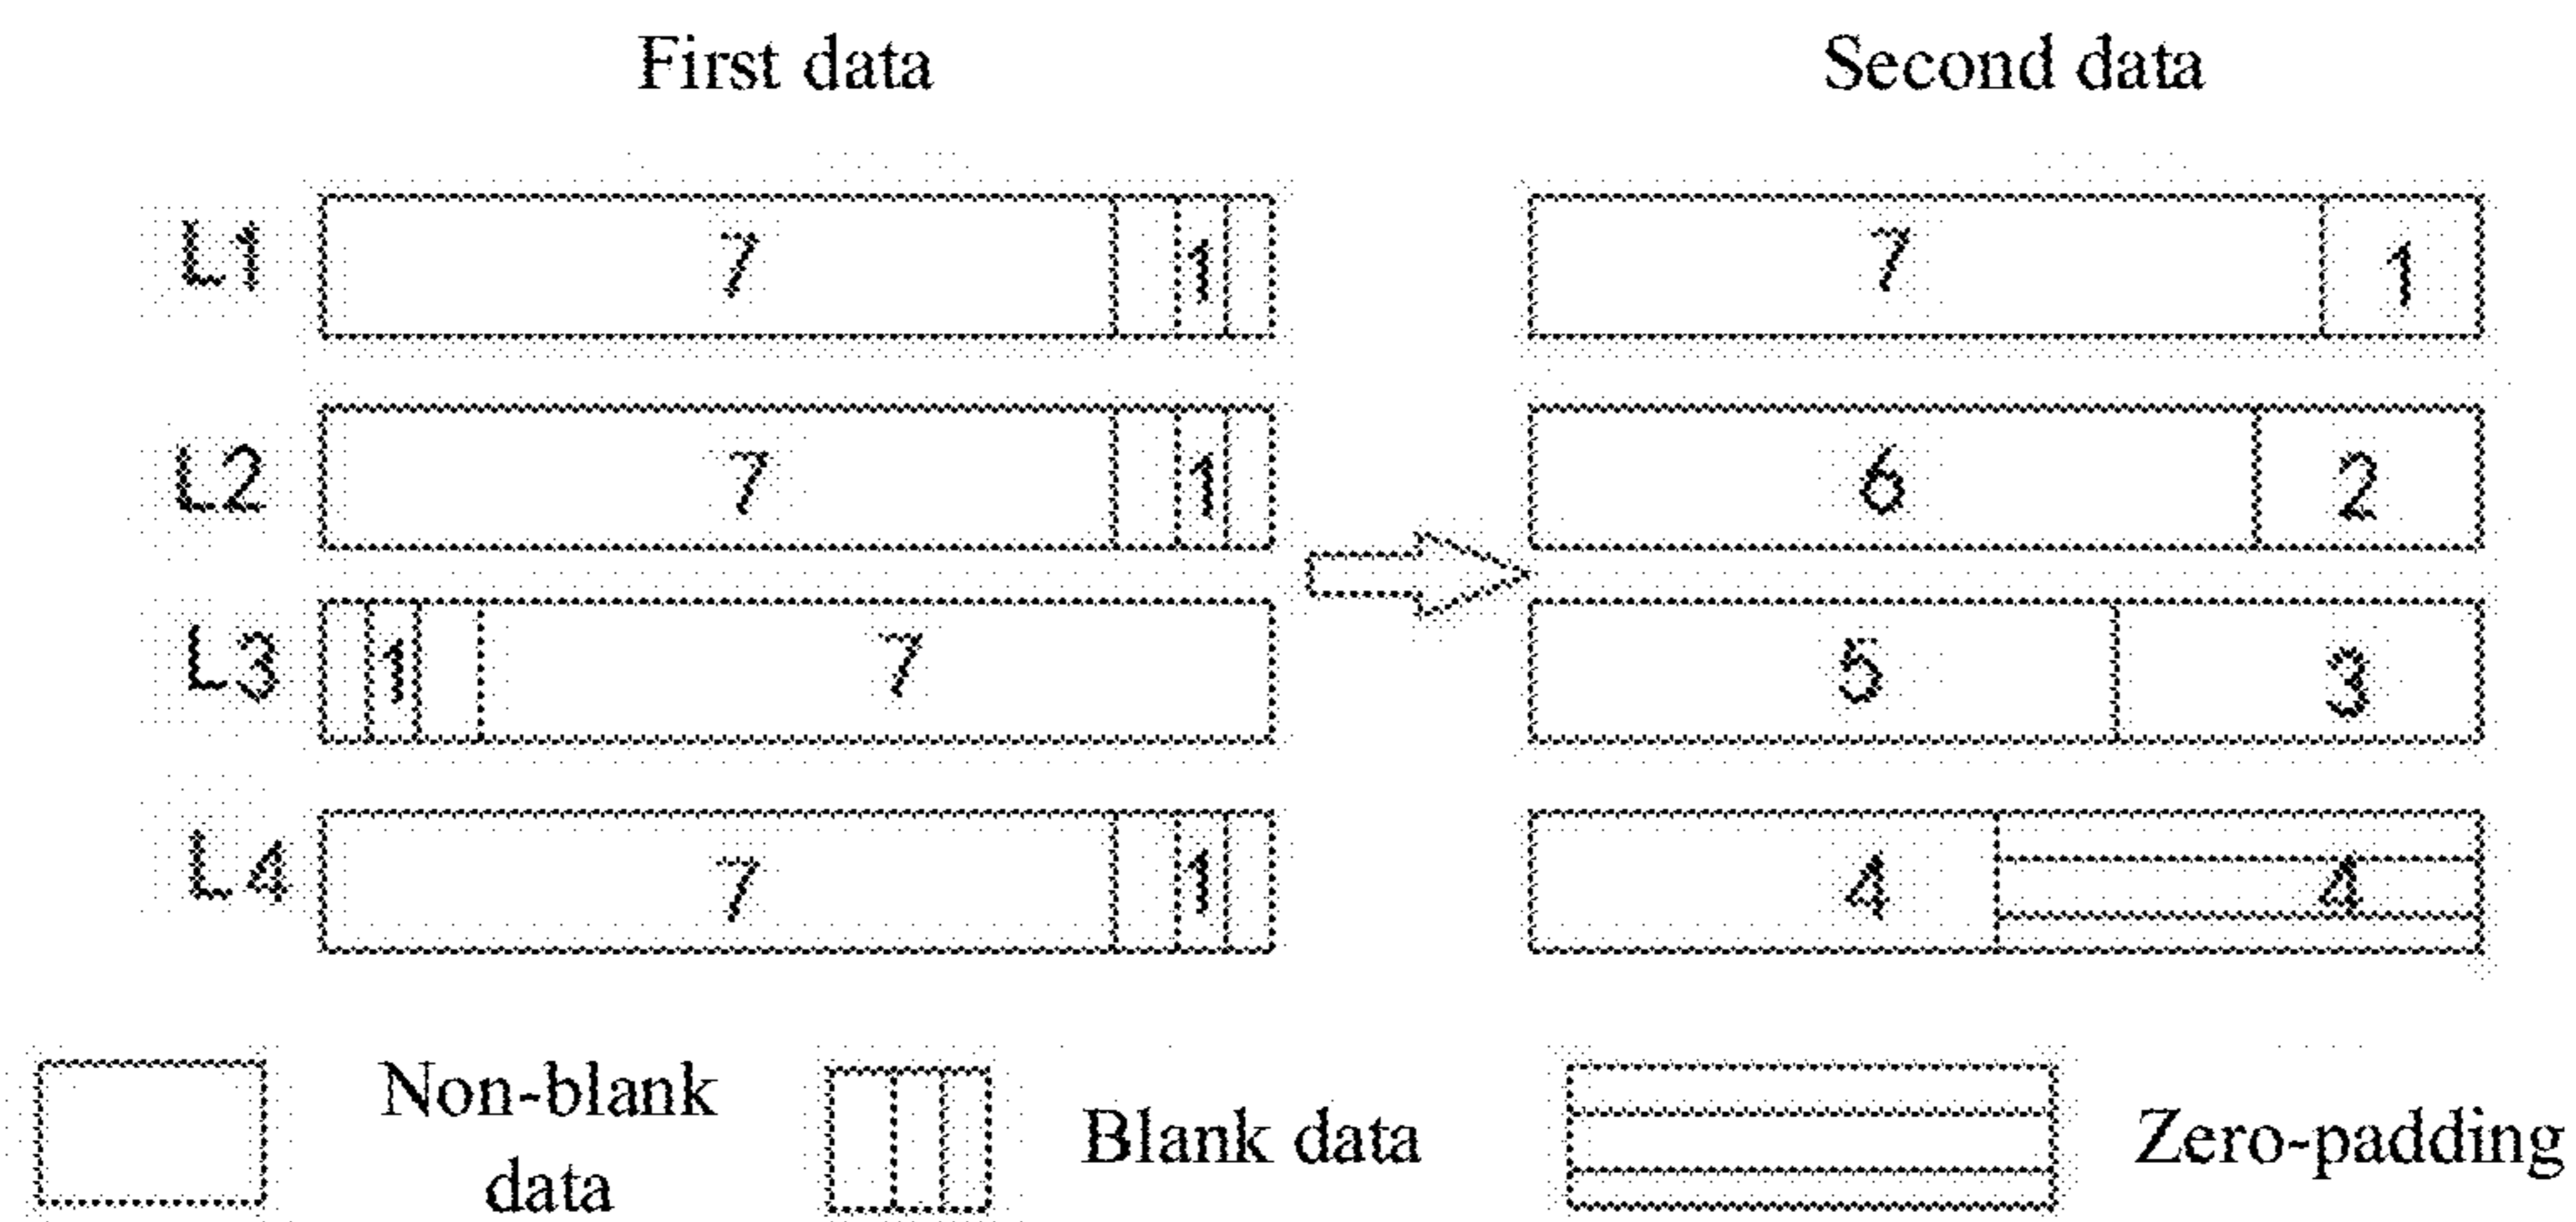 First data Second data
L1 7 1 7 1
L2 7 1 6 2
L3 1 7 5 3
L4 7 1 4 4
Non-blank data Blank data Zero-padding